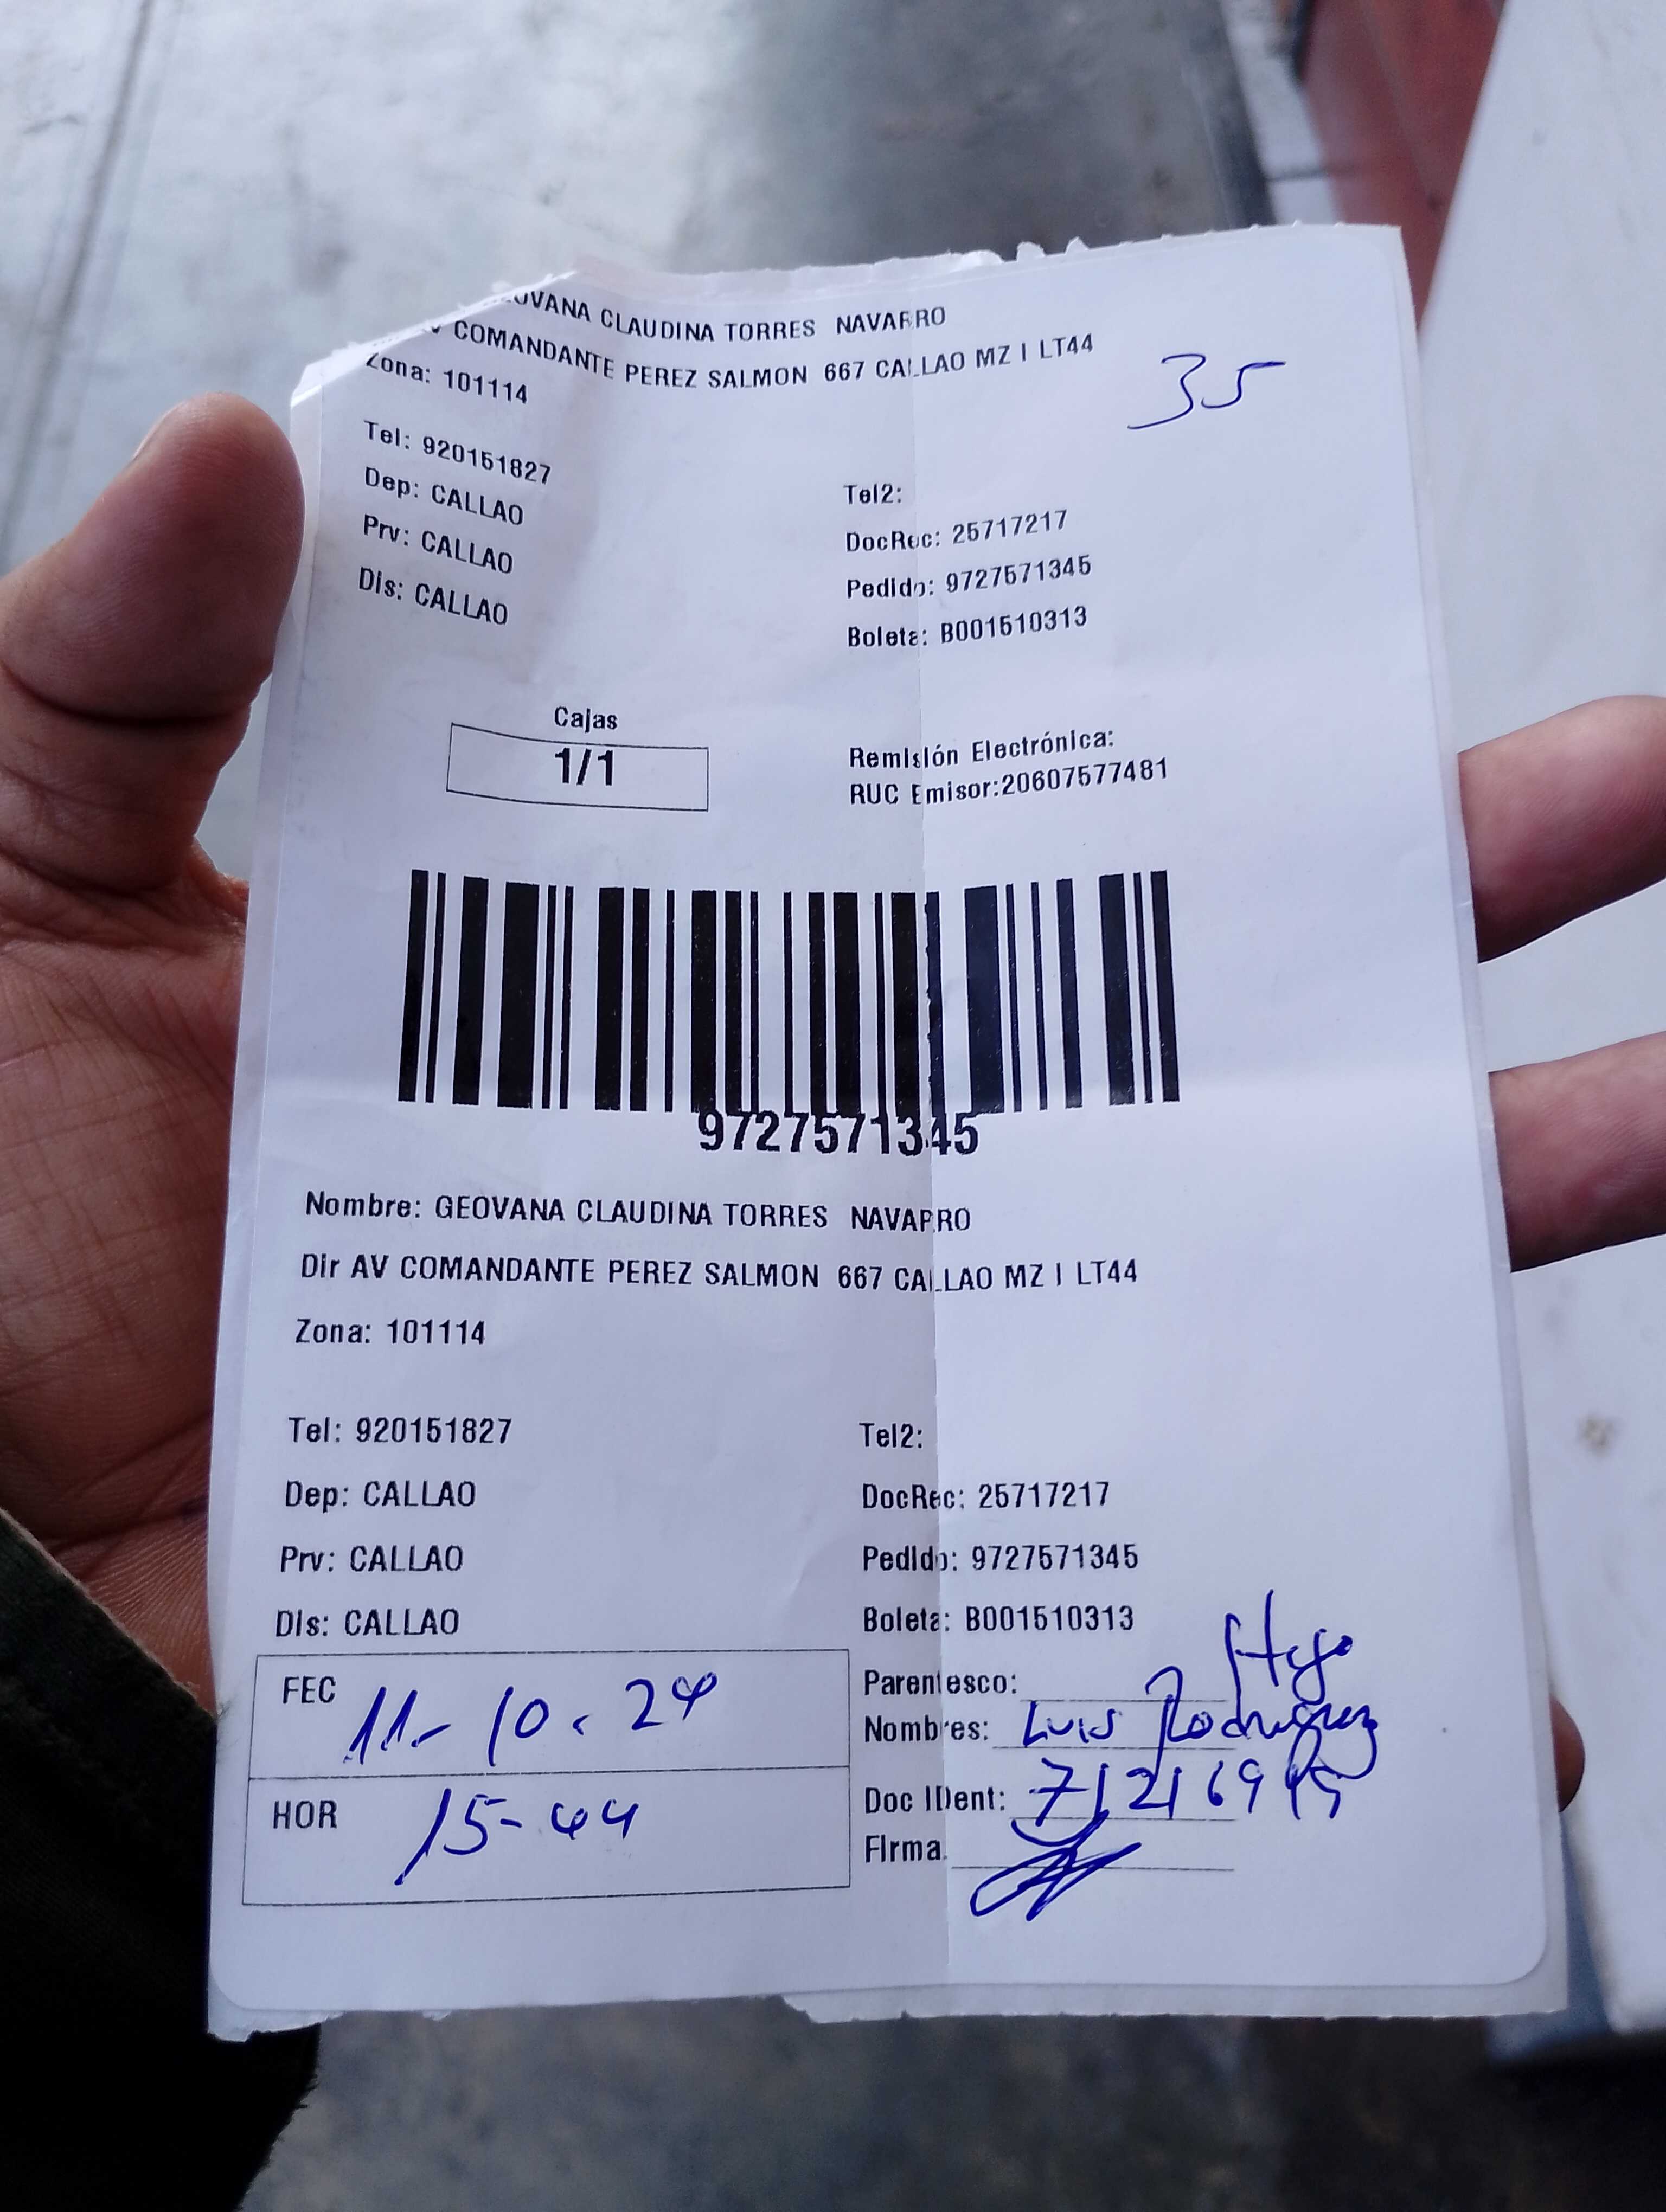 GEOVANA CLAUDINA TORRES NAVARRO
AV COMANDANTE PEREZ SALMON 667 CALLAO MZ I LT44
35
Zona: 101114
Tel: 920151827
Tel2:
Dep: CALLAO
DocRec: 25717217
Prv: CALLAO
Pedido: 9727571345
Dis: CALLAO
Boleta: B001510313
Cajas
1/1
Remisión Electrónica:
RUC Emisor:20607577481
9727571345
Nombre: GEOVANA CLAUDINA TORRES NAVARRO
Dir AV COMANDANTE PEREZ SALMON 667 CALLAO MZ I LT44
Zona: 101114
Tel: 920151827
Tel2:
Dep: CALLAO
DocRec: 25717217
Prv: CALLAO
Pedido: 9727571345
Dis: CALLAO
Boleta: B001510313
FEC 11-10-24
Parentesco: Hijo
Nombres: Luis Rodriguez
HOR 15-44
Doc IDent:
Firma